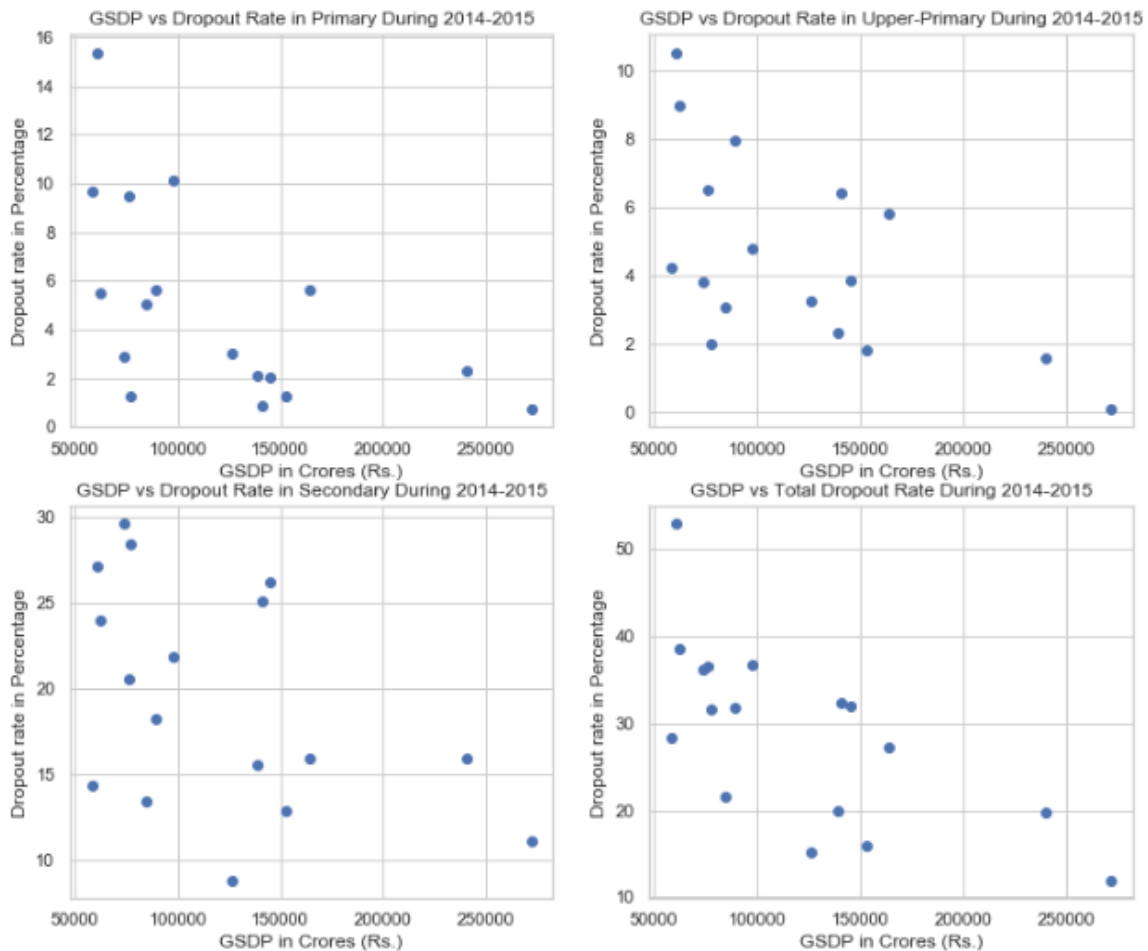 GSDP vs Dropout Rate in Primary During 2014-2015
16
14
12
10
8
6
4
2
0
Dropout rate in Percentage
50000 100000 150000 200000 250000
GSDP in Crores (Rs.)
GSDP vs Dropout Rate in Upper-Primary During 2014-2015
10
8
6
4
2
0
Dropout rate in Percentage
50000 100000 150000 200000 250000
GSDP in Crores (Rs.)
GSDP vs Dropout Rate in Secondary During 2014-2015
30
25
20
15
10
Dropout rate in Percentage
50000 100000 150000 200000 250000
GSDP in Crores (Rs.)
GSDP vs Total Dropout Rate During 2014-2015
50
40
30
20
10
Dropout rate in Percentage
50000 100000 150000 200000 250000
GSDP in Crores (Rs.)